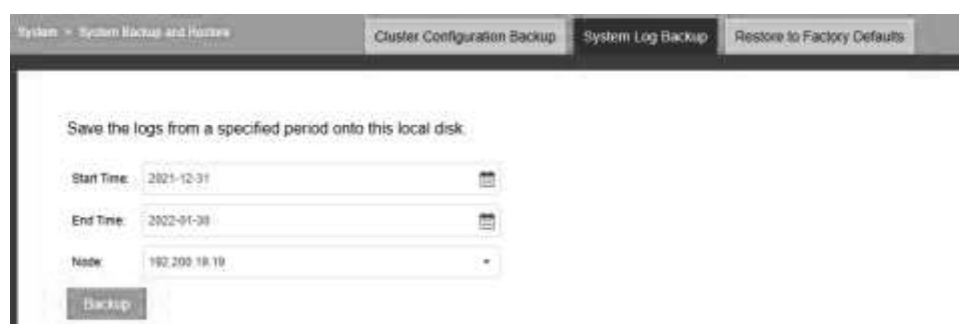 System > System Backup and Restore
Cluster Configuration Backup
System Log Backup
Restore to Factory Defaults
Save the logs from a specified period onto this local disk.
Start Time: 2021-12-31
End Time: 2022-01-30
Node: 192.200.19.19
Backup